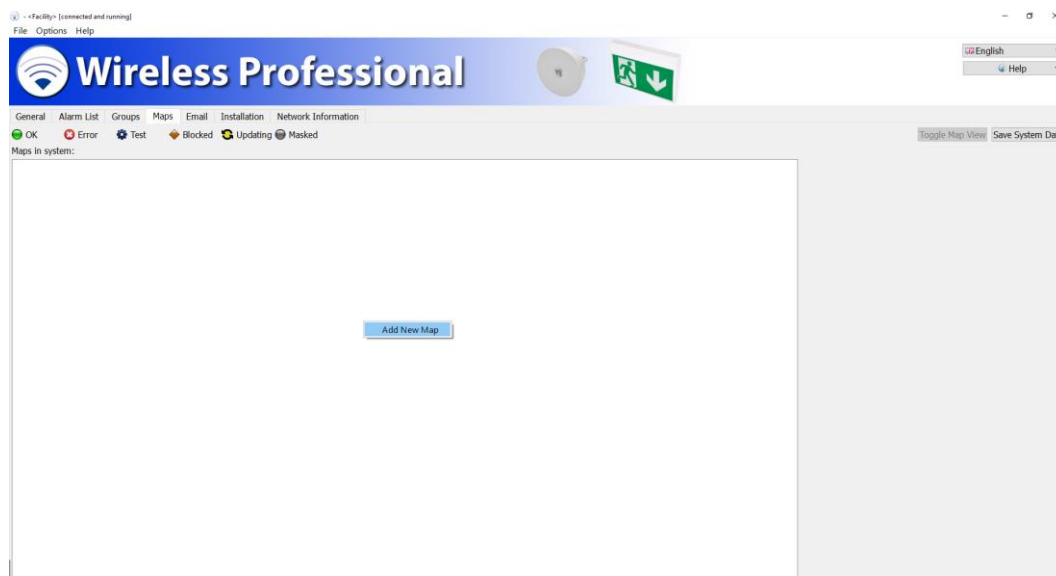 - <Facility> [connected and running]
File Options Help
Wireless Professional
English
Help
General Alarm List Groups Maps Email Installation Network Information
OK Error Test Blocked Updating Masked
Toggle Map View Save System Da
Maps in system:
Add New Map